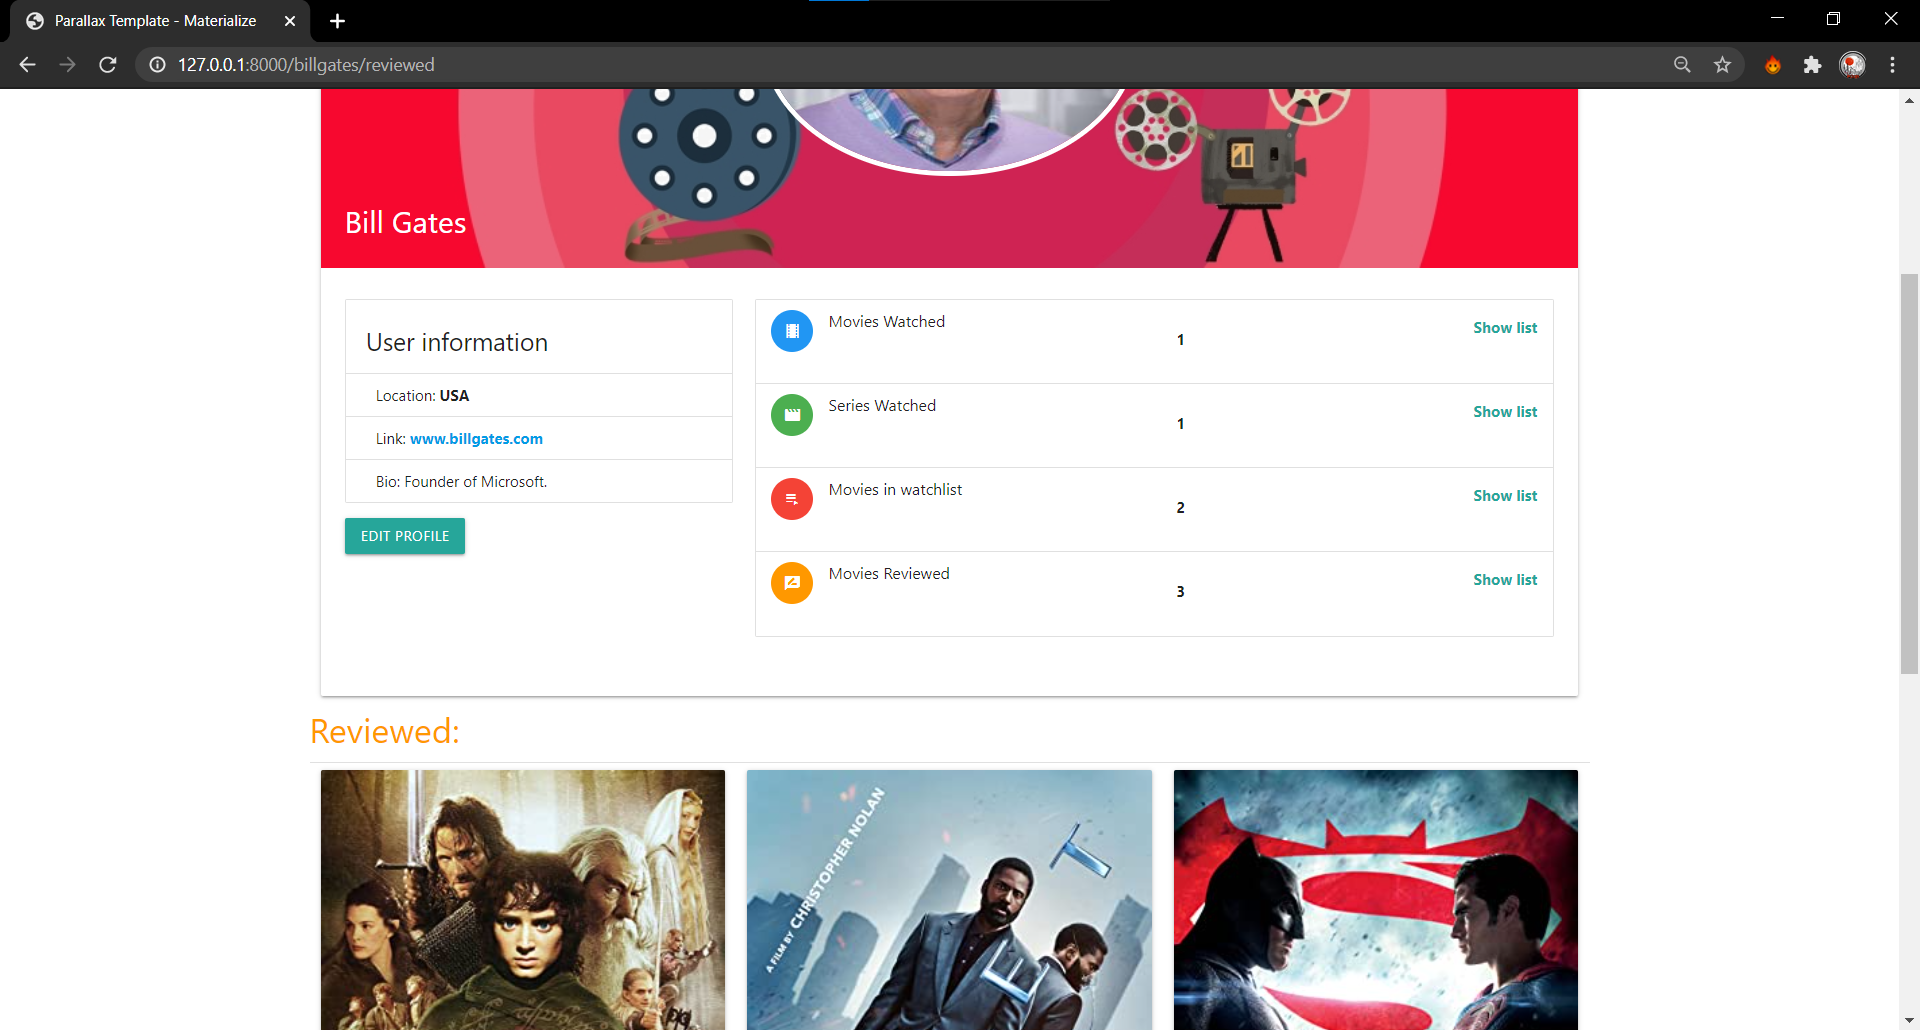 Parallax Template - Materialize
127.0.0.1:8000/billgates/reviewed
Bill Gates
User information
Location: USA
Link: www.billgates.com
Bio: Founder of Microsoft.
EDIT PROFILE
Movies Watched
1
Show list
Series Watched
1
Show list
Movies in watchlist
2
Show list
Movies Reviewed
3
Show list
Reviewed:
A FILM BY CHRISTOPHER NOLAN
T
E